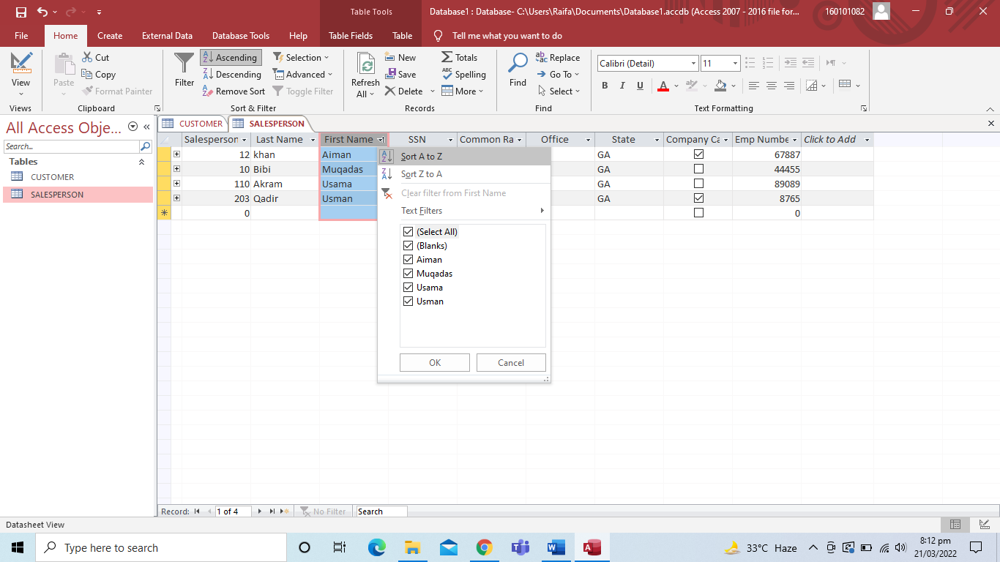 Table Tools
Database1 : Database- C:\Users\Raifa\Documents\Database1.accdb (Access 2007 - 2016 file for...
160101082
File Home Create External Data Database Tools Help Table Fields Table Tell me what you want to do
View
Views
Paste
Cut
Copy
Format Painter
Clipboard
Filter
Ascending
Descending
Remove Sort
Selection
Advanced
Toggle Filter
Sort & Filter
Refresh
All
New
Save
Delete
Totals
Spelling
More
Records
Find
Replace
Go To
Select
Find
Calibri (Detail) 11
B I U A
Text Formatting
All Access Obje...
Search...
Tables
CUSTOMER
SALESPERSON
CUSTOMER SALESPERSON
Salesperson Last Name First Name SSN Common Ra Office State Company Ca Emp Numbe Click to Add
12 khan Aiman GA 67887
10 Bibi Muqadas GA 44455
110 Akram Usama GA 89089
203 Qadir Usman GA 8765
0 0
Sort A to Z
Sort Z to A
Clear filter from First Name
Text Filters
(Select All)
(Blanks)
Aiman
Muqadas
Usama
Usman
OK Cancel
Record: 1 of 4 No Filter Search
Datasheet View
Type here to search
33°C Haze
8:12 pm
21/03/2022